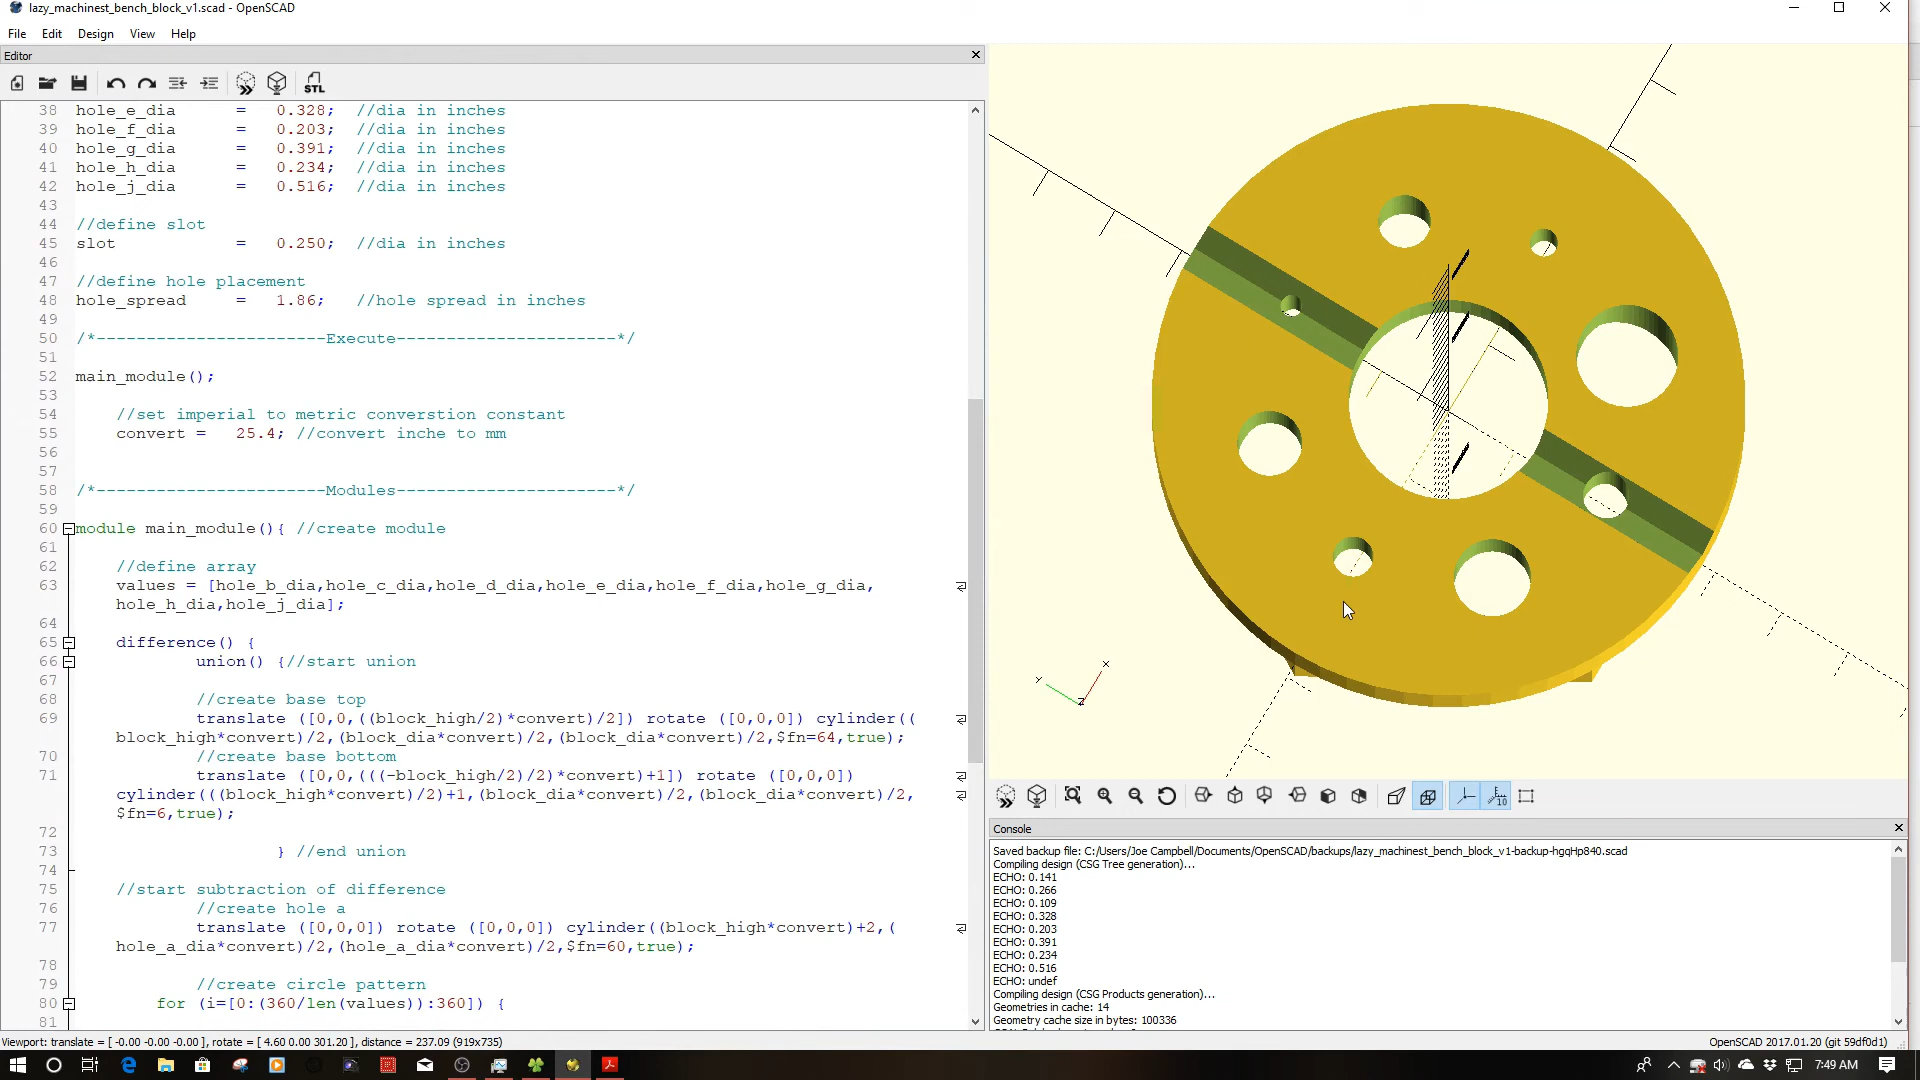 lazy_machinest_bench_block_v1.scad - OpenSCAD
File Edit Design View Help
Editor
STL
38 hole_e_dia = 0.328; //dia in inches
39 hole_f_dia = 0.203; //dia in inches
40 hole_g_dia = 0.391; //dia in inches
41 hole_h_dia = 0.234; //dia in inches
42 hole_j_dia = 0.516; //dia in inches
43
44 //define slot
45 slot = 0.250; //dia in inches
46
47 //define hole placement
48 hole_spread = 1.86; //hole spread in inches
49
50 /*-----------------------Execute----------------------*/
51
52 main_module();
53
54 //set imperial to metric converstion constant
55 convert = 25.4; //convert inche to mm
56
57
58 /*-----------------------Modules----------------------*/
59
60 module main_module(){ //create module
61
62 //define array
63 values = [hole_b_dia,hole_c_dia,hole_d_dia,hole_e_dia,hole_f_dia,hole_g_dia,
hole_h_dia,hole_j_dia];
64
65 difference() {
66 union() {//start union
67
68 //create base top
69 translate ([0,0,((block_high/2)*convert)/2]) rotate ([0,0,0]) cylinder((
block_high*convert)/2,(block_dia*convert)/2,(block_dia*convert)/2,$fn=64,true);
70 //create base bottom
71 translate ([0,0,(((-block_high/2)/2)*convert)+1]) rotate ([0,0,0])
cylinder(((block_high*convert)/2)+1,(block_dia*convert)/2,(block_dia*convert)/2,
$fn=6,true);
72
73 } //end union
74
75 //start subtraction of difference
76 //create hole a
77 translate ([0,0,0]) rotate ([0,0,0]) cylinder((block_high*convert)+2,(
hole_a_dia*convert)/2,(hole_a_dia*convert)/2,$fn=60,true);
78
79 //create circle pattern
80 for (i=[0:(360/len(values)):360]) {
81
x
y
z
10
Console
Saved backup file: C:/Users/Joe Campbell/Documents/OpenSCAD/backups/lazy_machinest_bench_block_v1-backup-hgqHp840.scad
Compiling design (CSG Tree generation)...
ECHO: 0.141
ECHO: 0.266
ECHO: 0.109
ECHO: 0.328
ECHO: 0.203
ECHO: 0.391
ECHO: 0.234
ECHO: 0.516
ECHO: undef
Compiling design (CSG Products generation)...
Geometries in cache: 14
Geometry cache size in bytes: 100336
Viewport: translate = [ -0.00 -0.00 -0.00 ], rotate = [ 4.60 0.00 301.20 ], distance = 237.09 (919x735)
OpenSCAD 2017.01.20 (git 59df0d1)
7:49 AM